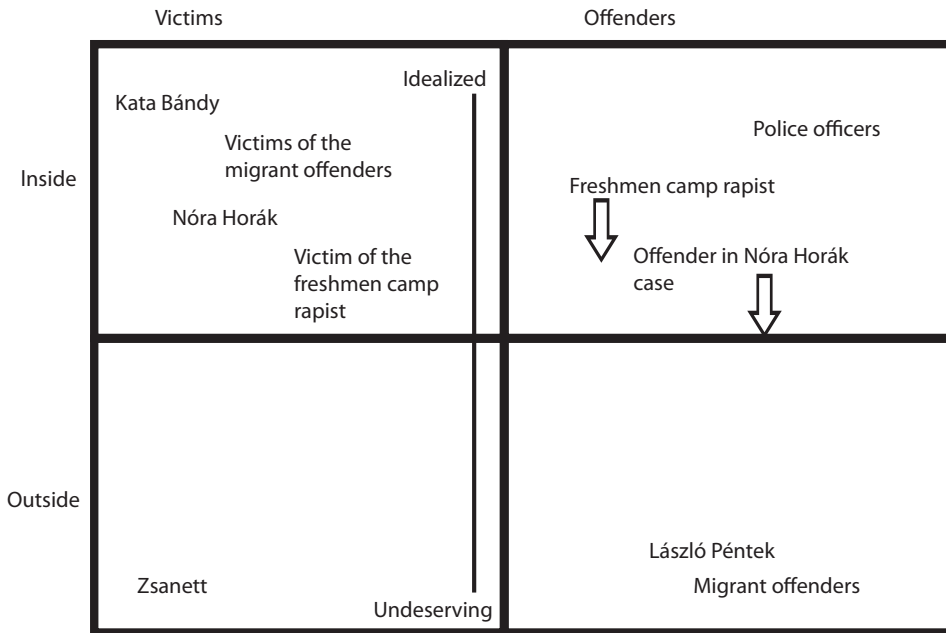 Victims
Offenders
Idealized
Kata Bándy
Police officers
Victims of the
migrant offenders
Inside
Freshmen camp rapist
Nóra Horák
Victim of the
freshmen camp
rapist
Offender in Nóra Horák
case
Outside
László Péntek
Zsanett
Migrant offenders
Undeserving